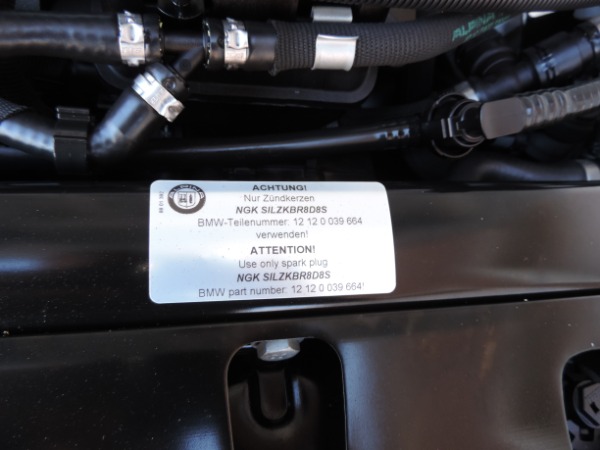 ALPINA
ACHTUNG!
Nur Zündkerzen
NGK SILZKBR8D8S
BMW-Teilenummer: 12 12 0 039 664
verwenden!
ATTENTION!
Use only spark plug
NGK SILZKBR8D8S
BMW part number: 12 12 0 039 664!